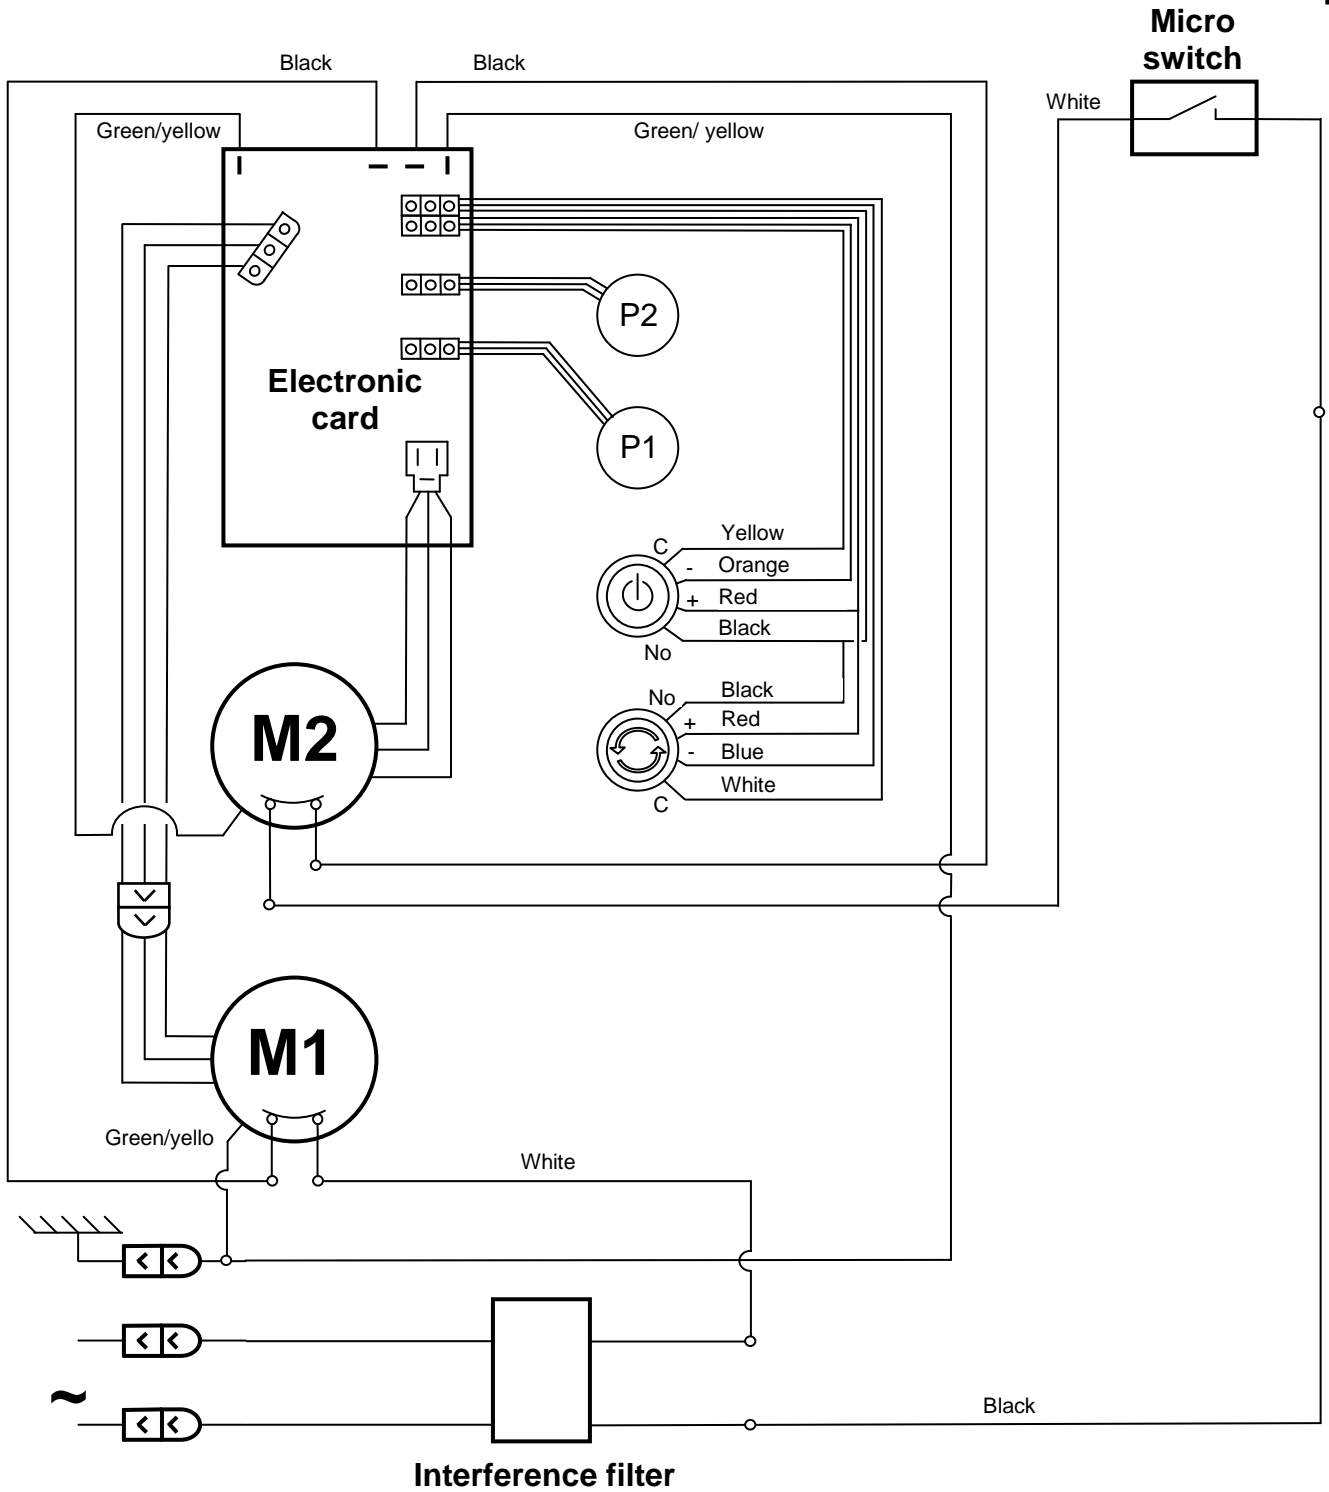 Micro
switch
Black
Black
White
Green/yellow
Green/ yellow
P2
Electronic
card
P1
C
Yellow
-
Orange
+
Red
Black
No
No
Black
+
Red
-
Blue
White
C
M2
M1
Green/yello
White
~
Black
Interference filter